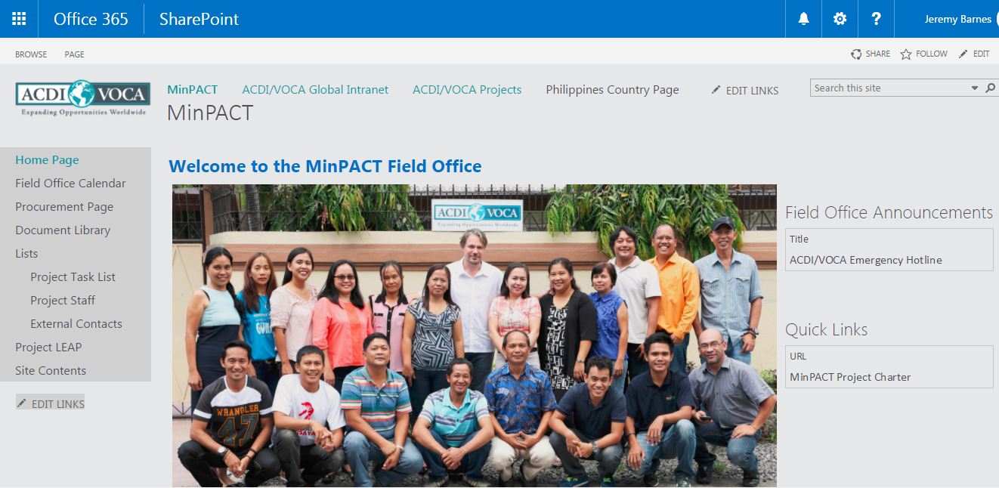 Office 365 SharePoint Jeremy Barnes
BROWSE PAGE SHARE FOLLOW EDIT
ACDI VOCA
Expanding Opportunities Worldwide
MinPACT ACDI/VOCA Global Intranet ACDI/VOCA Projects Philippines Country Page EDIT LINKS
Search this site
MinPACT
Home Page
Field Office Calendar
Procurement Page
Document Library
Lists
Project Task List
Project Staff
External Contacts
Project LEAP
Site Contents
EDIT LINKS
Welcome to the MinPACT Field Office
ACDI VOCA
Expanding Opportunities Worldwide
WRANGLER
47
Field Office Announcements
Title
ACDI/VOCA Emergency Hotline
Quick Links
URL
MinPACT Project Charter